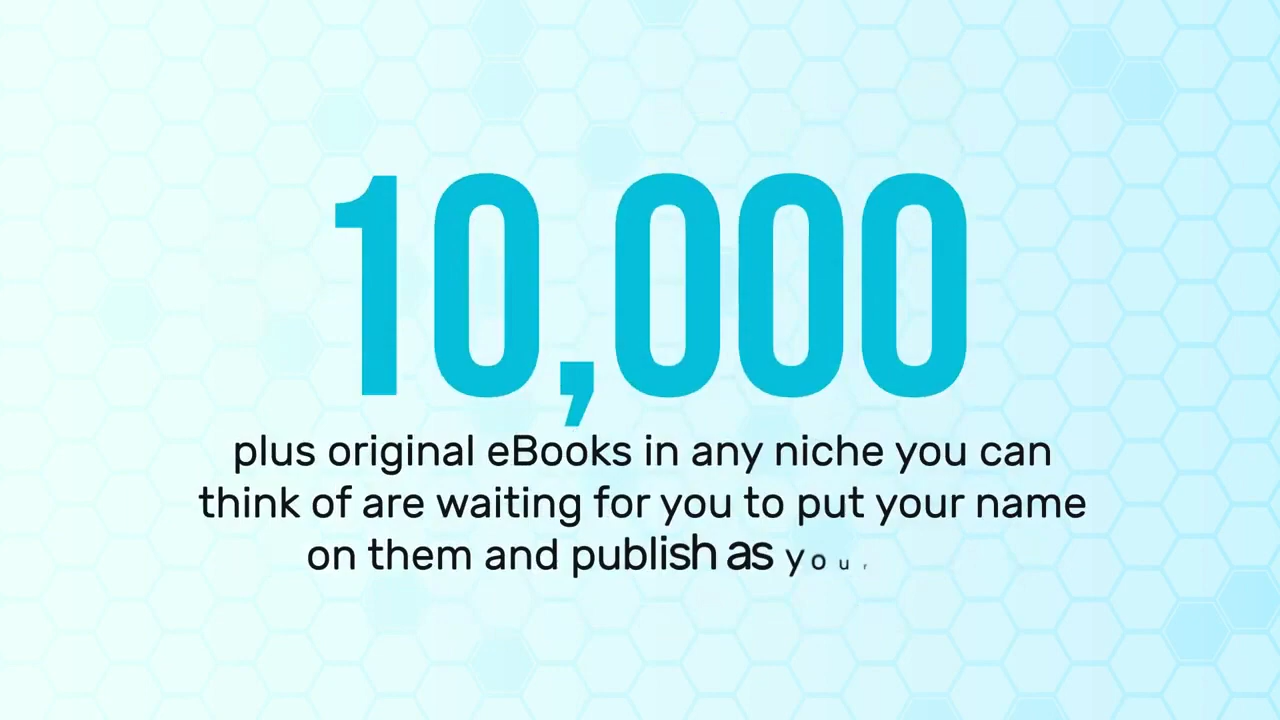 10,000
plus original eBooks in any niche you can
think of are waiting for you to put your name
on them and publish as your